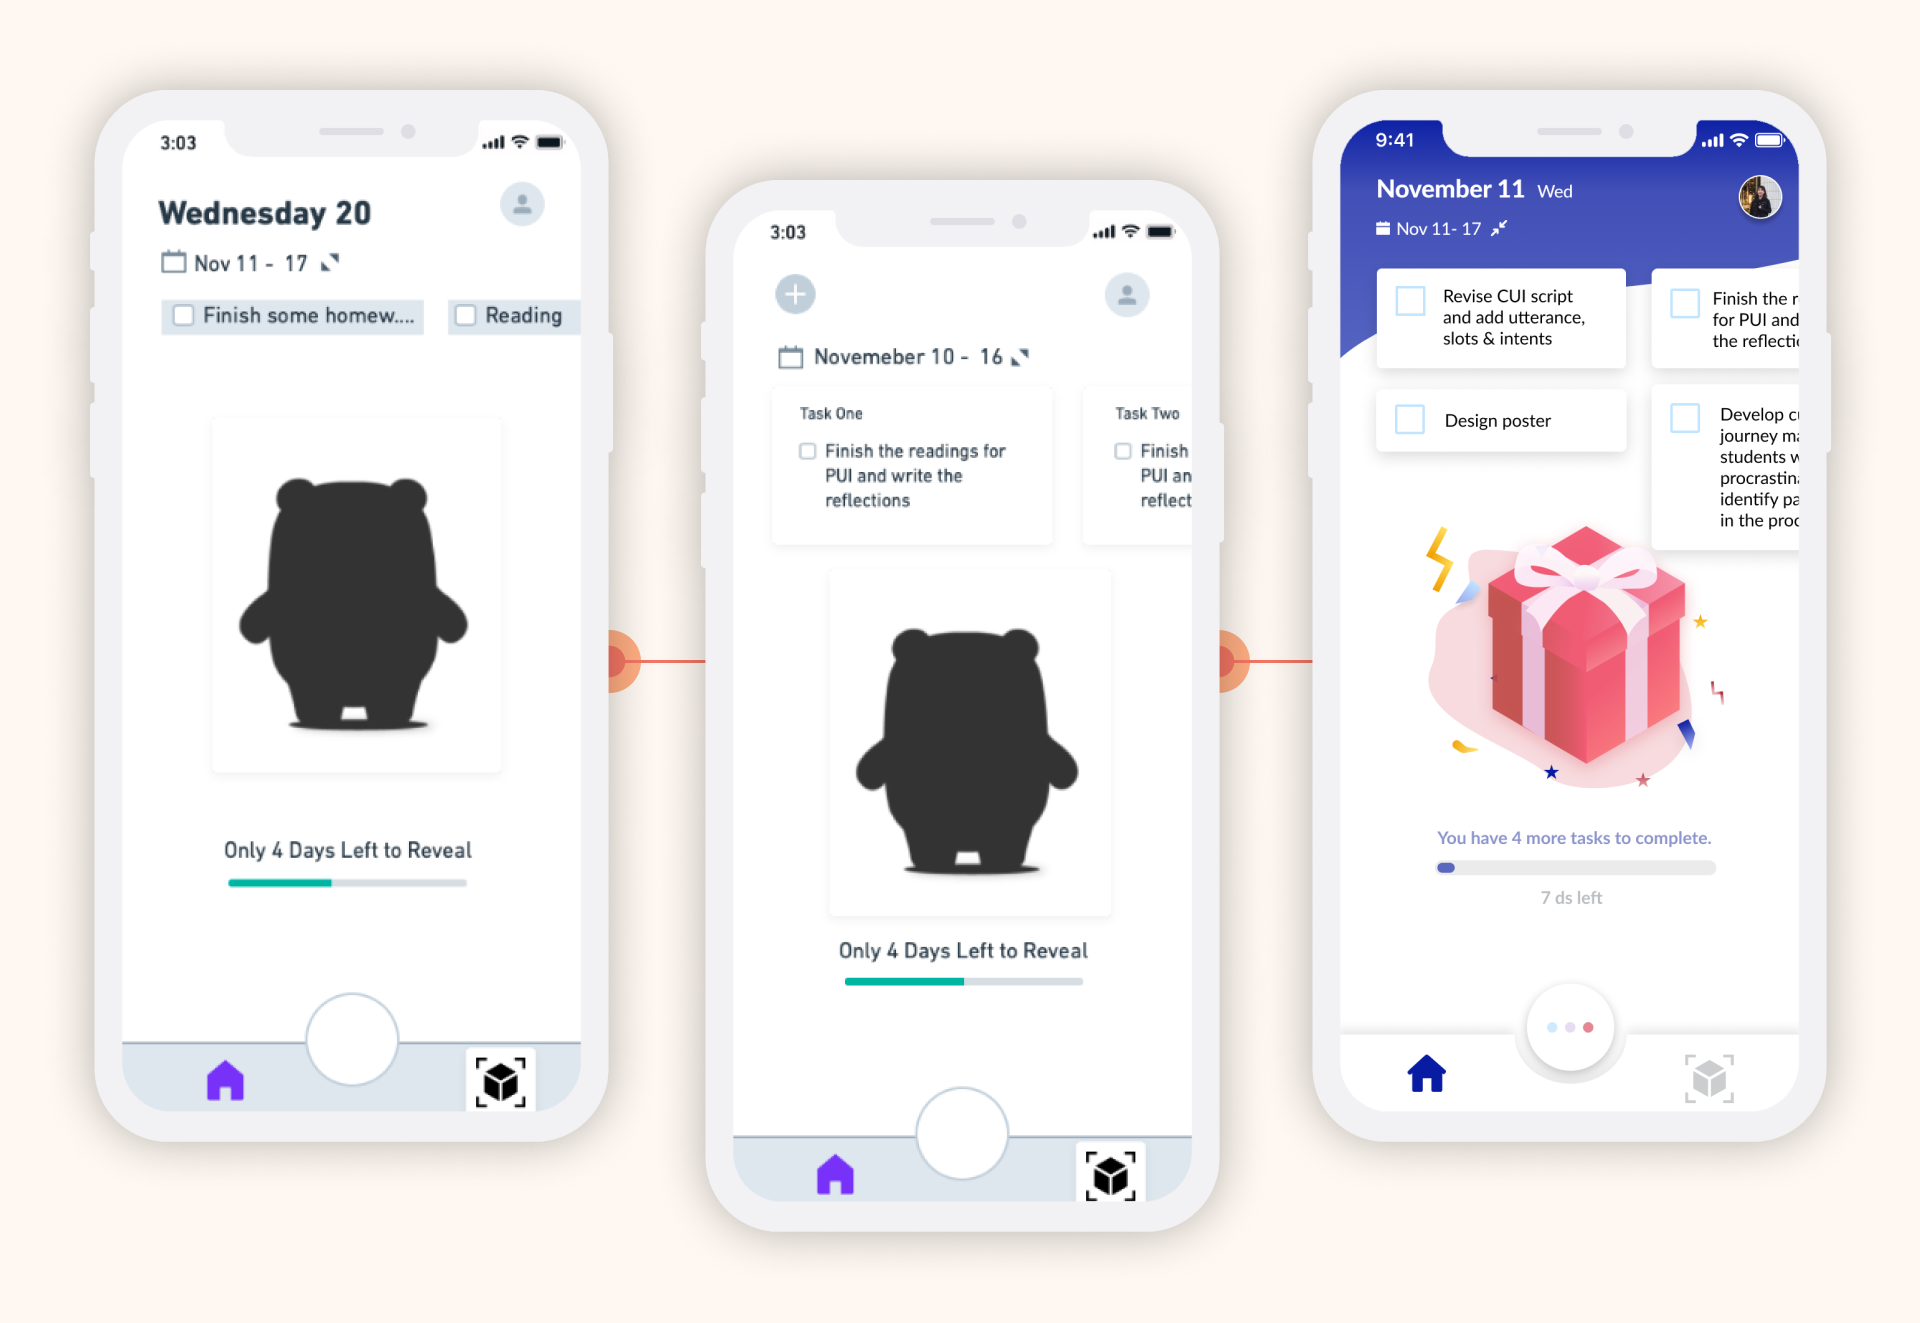 3:03
Wednesday 20
Nov 11 - 17
Finish some homew....
Reading
Only 4 Days Left to Reveal
3:03
Novemeber 10 - 16
Task One
Finish the readings for
PUI and write the
reflections
Task Two
Finish
PUI an
reflect
Only 4 Days Left to Reveal
9:41
November 11 Wed
Nov 11- 17
Revise CUI script
and add utterance,
slots & intents
Finish the r
for PUI and
the reflecti
Design poster
Develop cu
journey ma
students w
procrastina
identify pa
in the proc
You have 4 more tasks to complete.
7 ds left